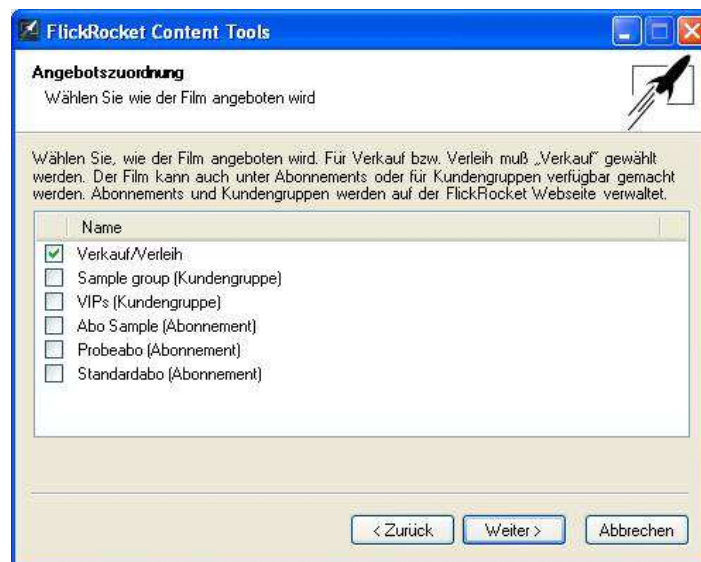 FlickRocket Content Tools
Angebotszuordnung
Wählen Sie wie der Film angeboten wird
Wählen Sie, wie der Film angeboten wird. Für Verkauf bzw. Verleih muß „Verkauf" gewählt
werden. Der Film kann auch unter Abonnements oder für Kundengruppen verfügbar gemacht
werden. Abonnements und Kundengruppen werden auf der FlickRocket Webseite verwaltet.
Name
Verkauf/Verleih
Sample group (Kundengruppe)
VIPs (Kundengruppe)
Abo Sample (Abonnement)
Probeabo (Abonnement)
Standardabo (Abonnement)
< Zurück Weiter > Abbrechen